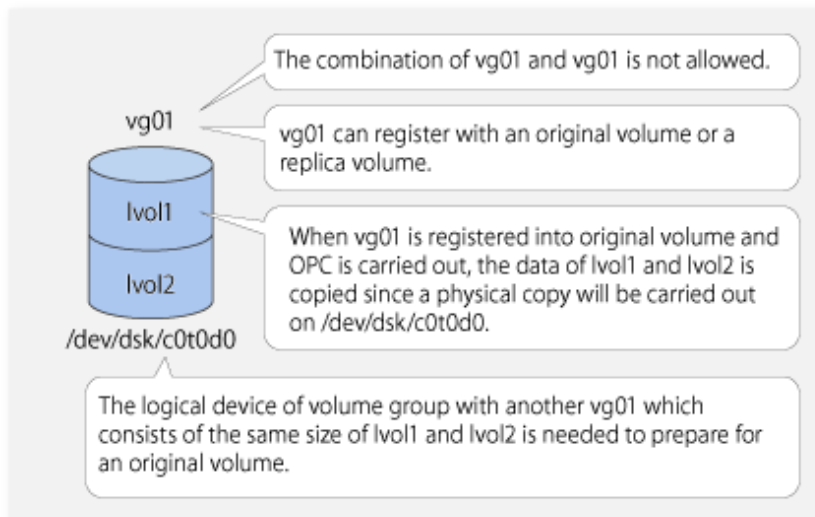 The combination of vg01 and vg01 is not allowed.
vg01
vg01 can register with an original volume or a
replica volume.
lvol1
When vg01 is registered into original volume and
OPC is carried out, the data of lvol1 and lvol2 is
copied since a physical copy will be carried out
on /dev/dsk/c0t0d0.
lvol2
/dev/dsk/c0t0d0
The logical device of volume group with another vg01 which
consists of the same size of lvol1 and lvol2 is needed to prepare for
an original volume.